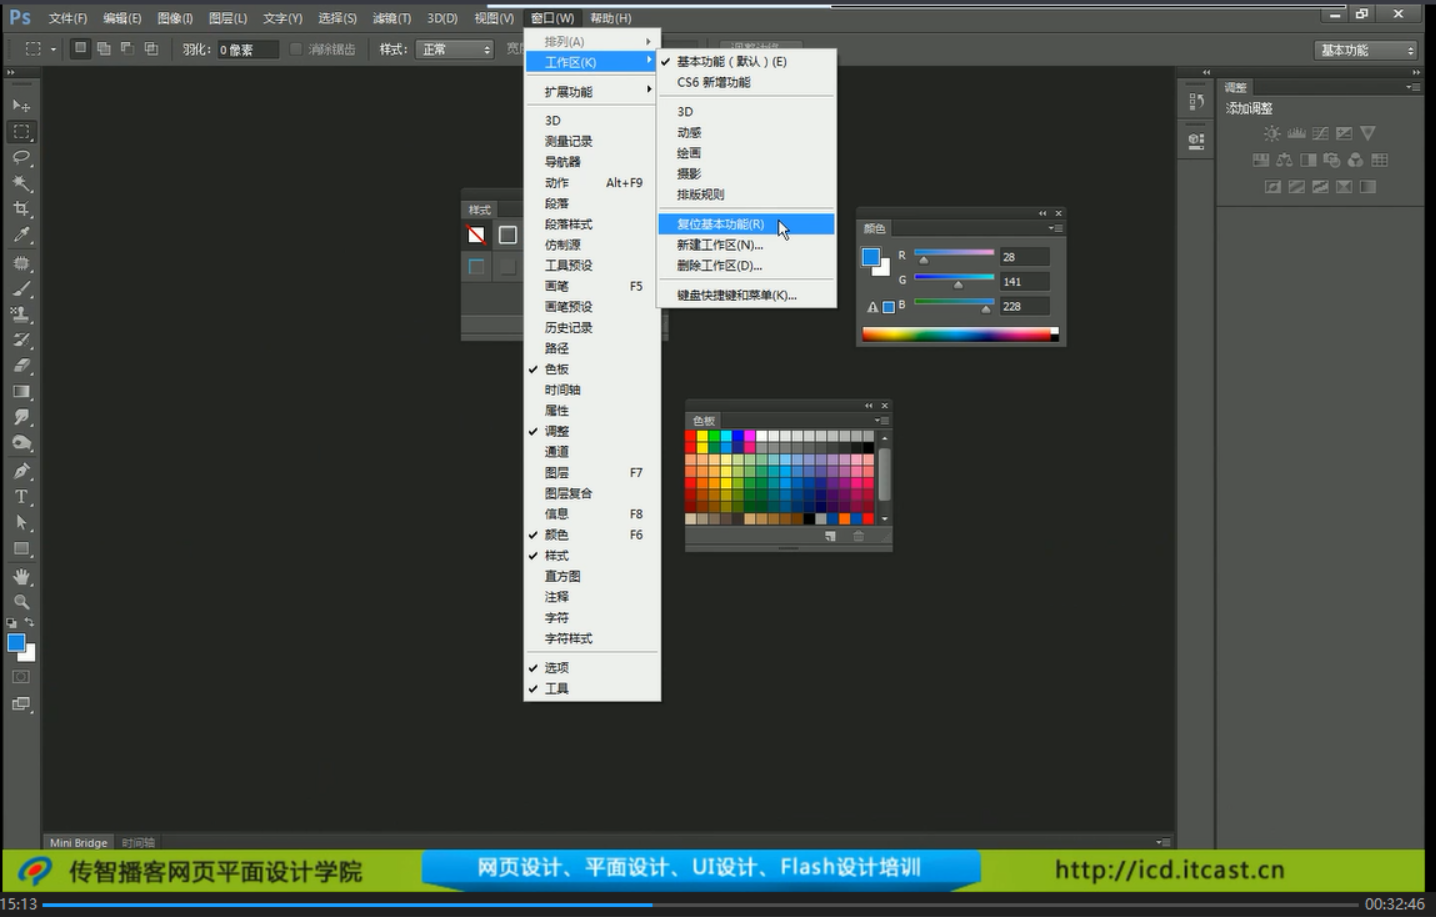 Ps 文件(F) 编辑(E) 图像(I) 图层(L) 文字(Y) 选择(S) 滤镜(T) 3D(D) 视图(V) 窗口(W) 帮助(H)
羽化: 0 像素 消除锯齿 样式: 正常 基本功能
排列(A)
工作区(K)
扩展功能
3D
测量记录
导航器
动作 Alt+F9
段落
段落样式
仿制源
工具预设
画笔 F5
画笔预设
历史记录
路径
色板
时间轴
属性
调整
通道
图层 F7
图层复合
信息 F8
颜色 F6
样式
直方图
注释
字符
字符样式
选项
工具
基本功能（默认）(E)
CS6 新增功能
3D
动感
绘画
摄影
排版规则
复位基本功能(R)
新建工作区(N)...
删除工作区(D)...
键盘快捷键和菜单(K)...
样式
颜色
R 28
G 141
B 228
色板
调整
添加调整
Mini Bridge 时间轴
传智播客网页平面设计学院 网页设计、平面设计、UI设计、Flash设计培训 http://icd.itcast.cn
15:13 00:32:46